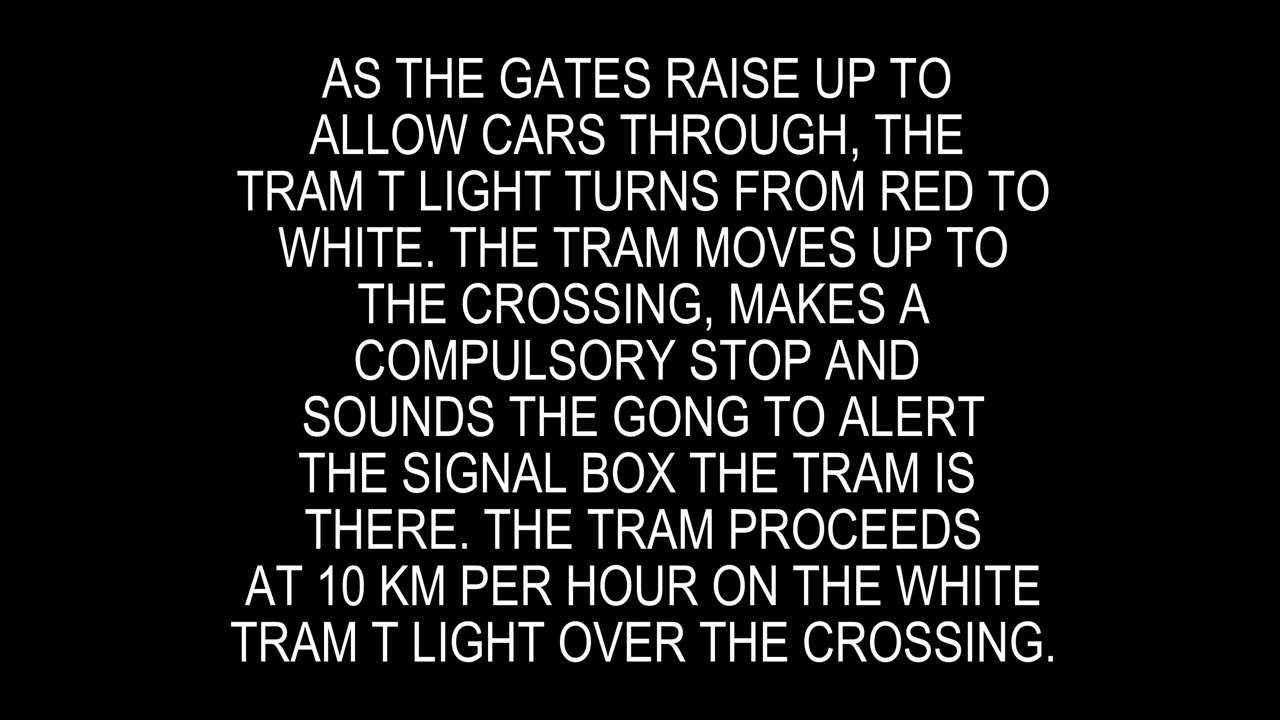 AS THE GATES RAISE UP TO
ALLOW CARS THROUGH, THE
TRAM T LIGHT TURNS FROM RED TO
WHITE. THE TRAM MOVES UP TO
THE CROSSING, MAKES A
COMPULSORY STOP AND
SOUNDS THE GONG TO ALERT
THE SIGNAL BOX THE TRAM IS
THERE. THE TRAM PROCEEDS
AT 10 KM PER HOUR ON THE WHITE
TRAM T LIGHT OVER THE CROSSING.